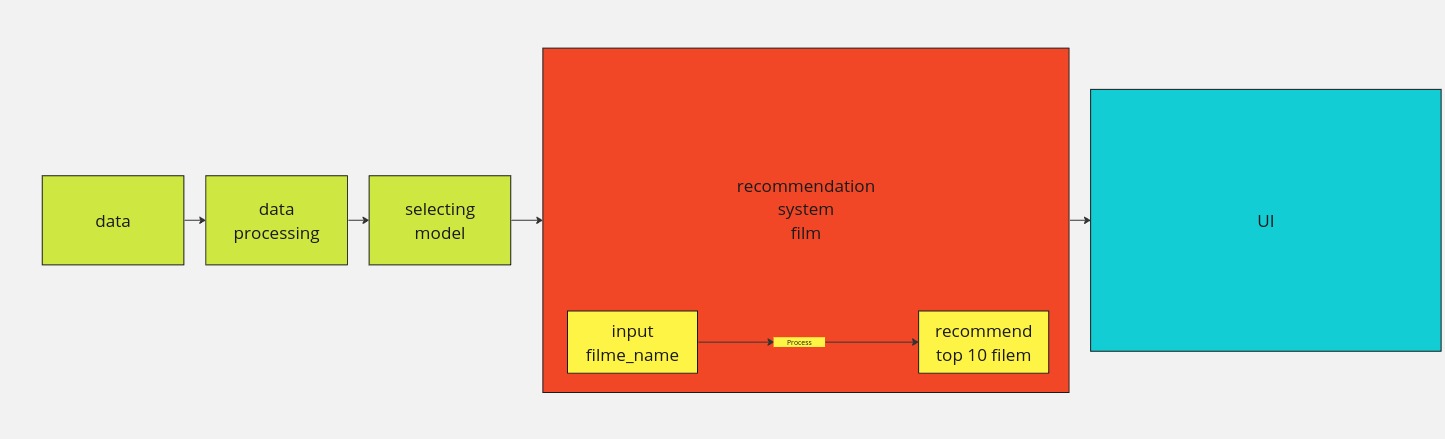 data
data
processing
selecting
model
recommendation
system
film
input
filme_name
Process
recommend
top 10 filem
UI